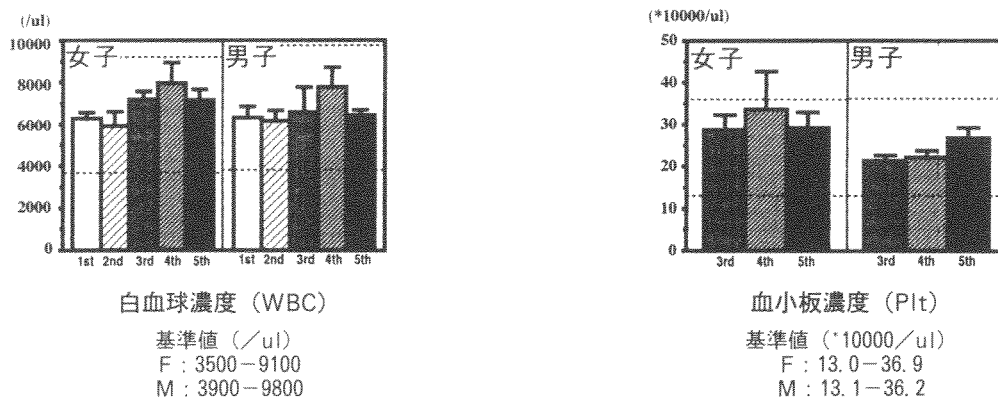 (/ul)
10000
8000
6000
4000
2000
0
女子
男子
1st 2nd 3rd 4th 5th 1st 2nd 3rd 4th 5th
白血球濃度 (WBC)
基準値 (／ul)
F : 3500－9100
M : 3900－9800
(*10000/ul)
50
40
30
20
10
0
女子
男子
3rd 4th 5th 3rd 4th 5th
血小板濃度 (Plt)
基準値 (*10000／ul)
F : 13.0－36.9
M : 13.1－36.2